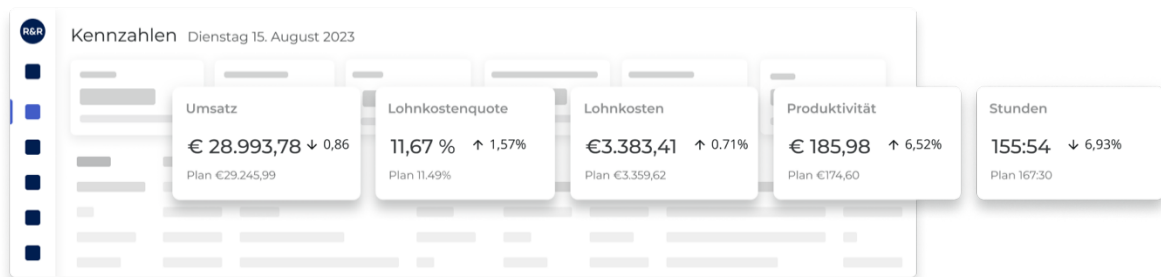 R&R
Kennzahlen Dienstag 15. August 2023
Umsatz
€ 28.993,78 ↓ 0,86
Plan €29.245,99
Lohnkostenquote
11,67 % ↑ 1,57%
Plan 11.49%
Lohnkosten
€3.383,41 ↑ 0.71%
Plan €3.359,62
Produktivität
€ 185,98 ↑ 6,52%
Plan €174,60
Stunden
155:54 ↓ 6,93%
Plan 167:30